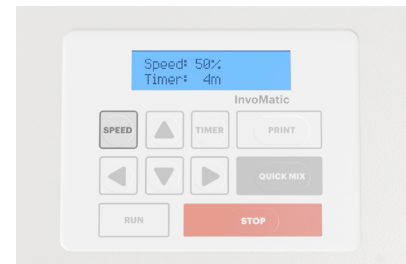 Speed: 50%
Timer: 4m
InvoMatic
SPEED
TIMER
PRINT
QUICK MIX
RUN
STOP